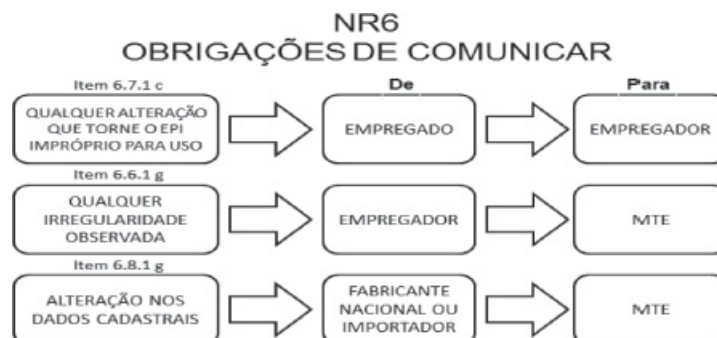 NR6
OBRIGAÇÕES DE COMUNICAR
Item 6.7.1 c
De
Para
QUALQUER ALTERAÇÃO
QUE TORNE O EPI
IMPRÓPRIO PARA USO
EMPREGADO
EMPREGADOR
Item 6.6.1 g
QUALQUER
IRREGULARIDADE
OBSERVADA
EMPREGADOR
MTE
Item 6.8.1 g
ALTERAÇÃO NOS
DADOS CADASTRAIS
FABRICANTE
NACIONAL OU
IMPORTADOR
MTE